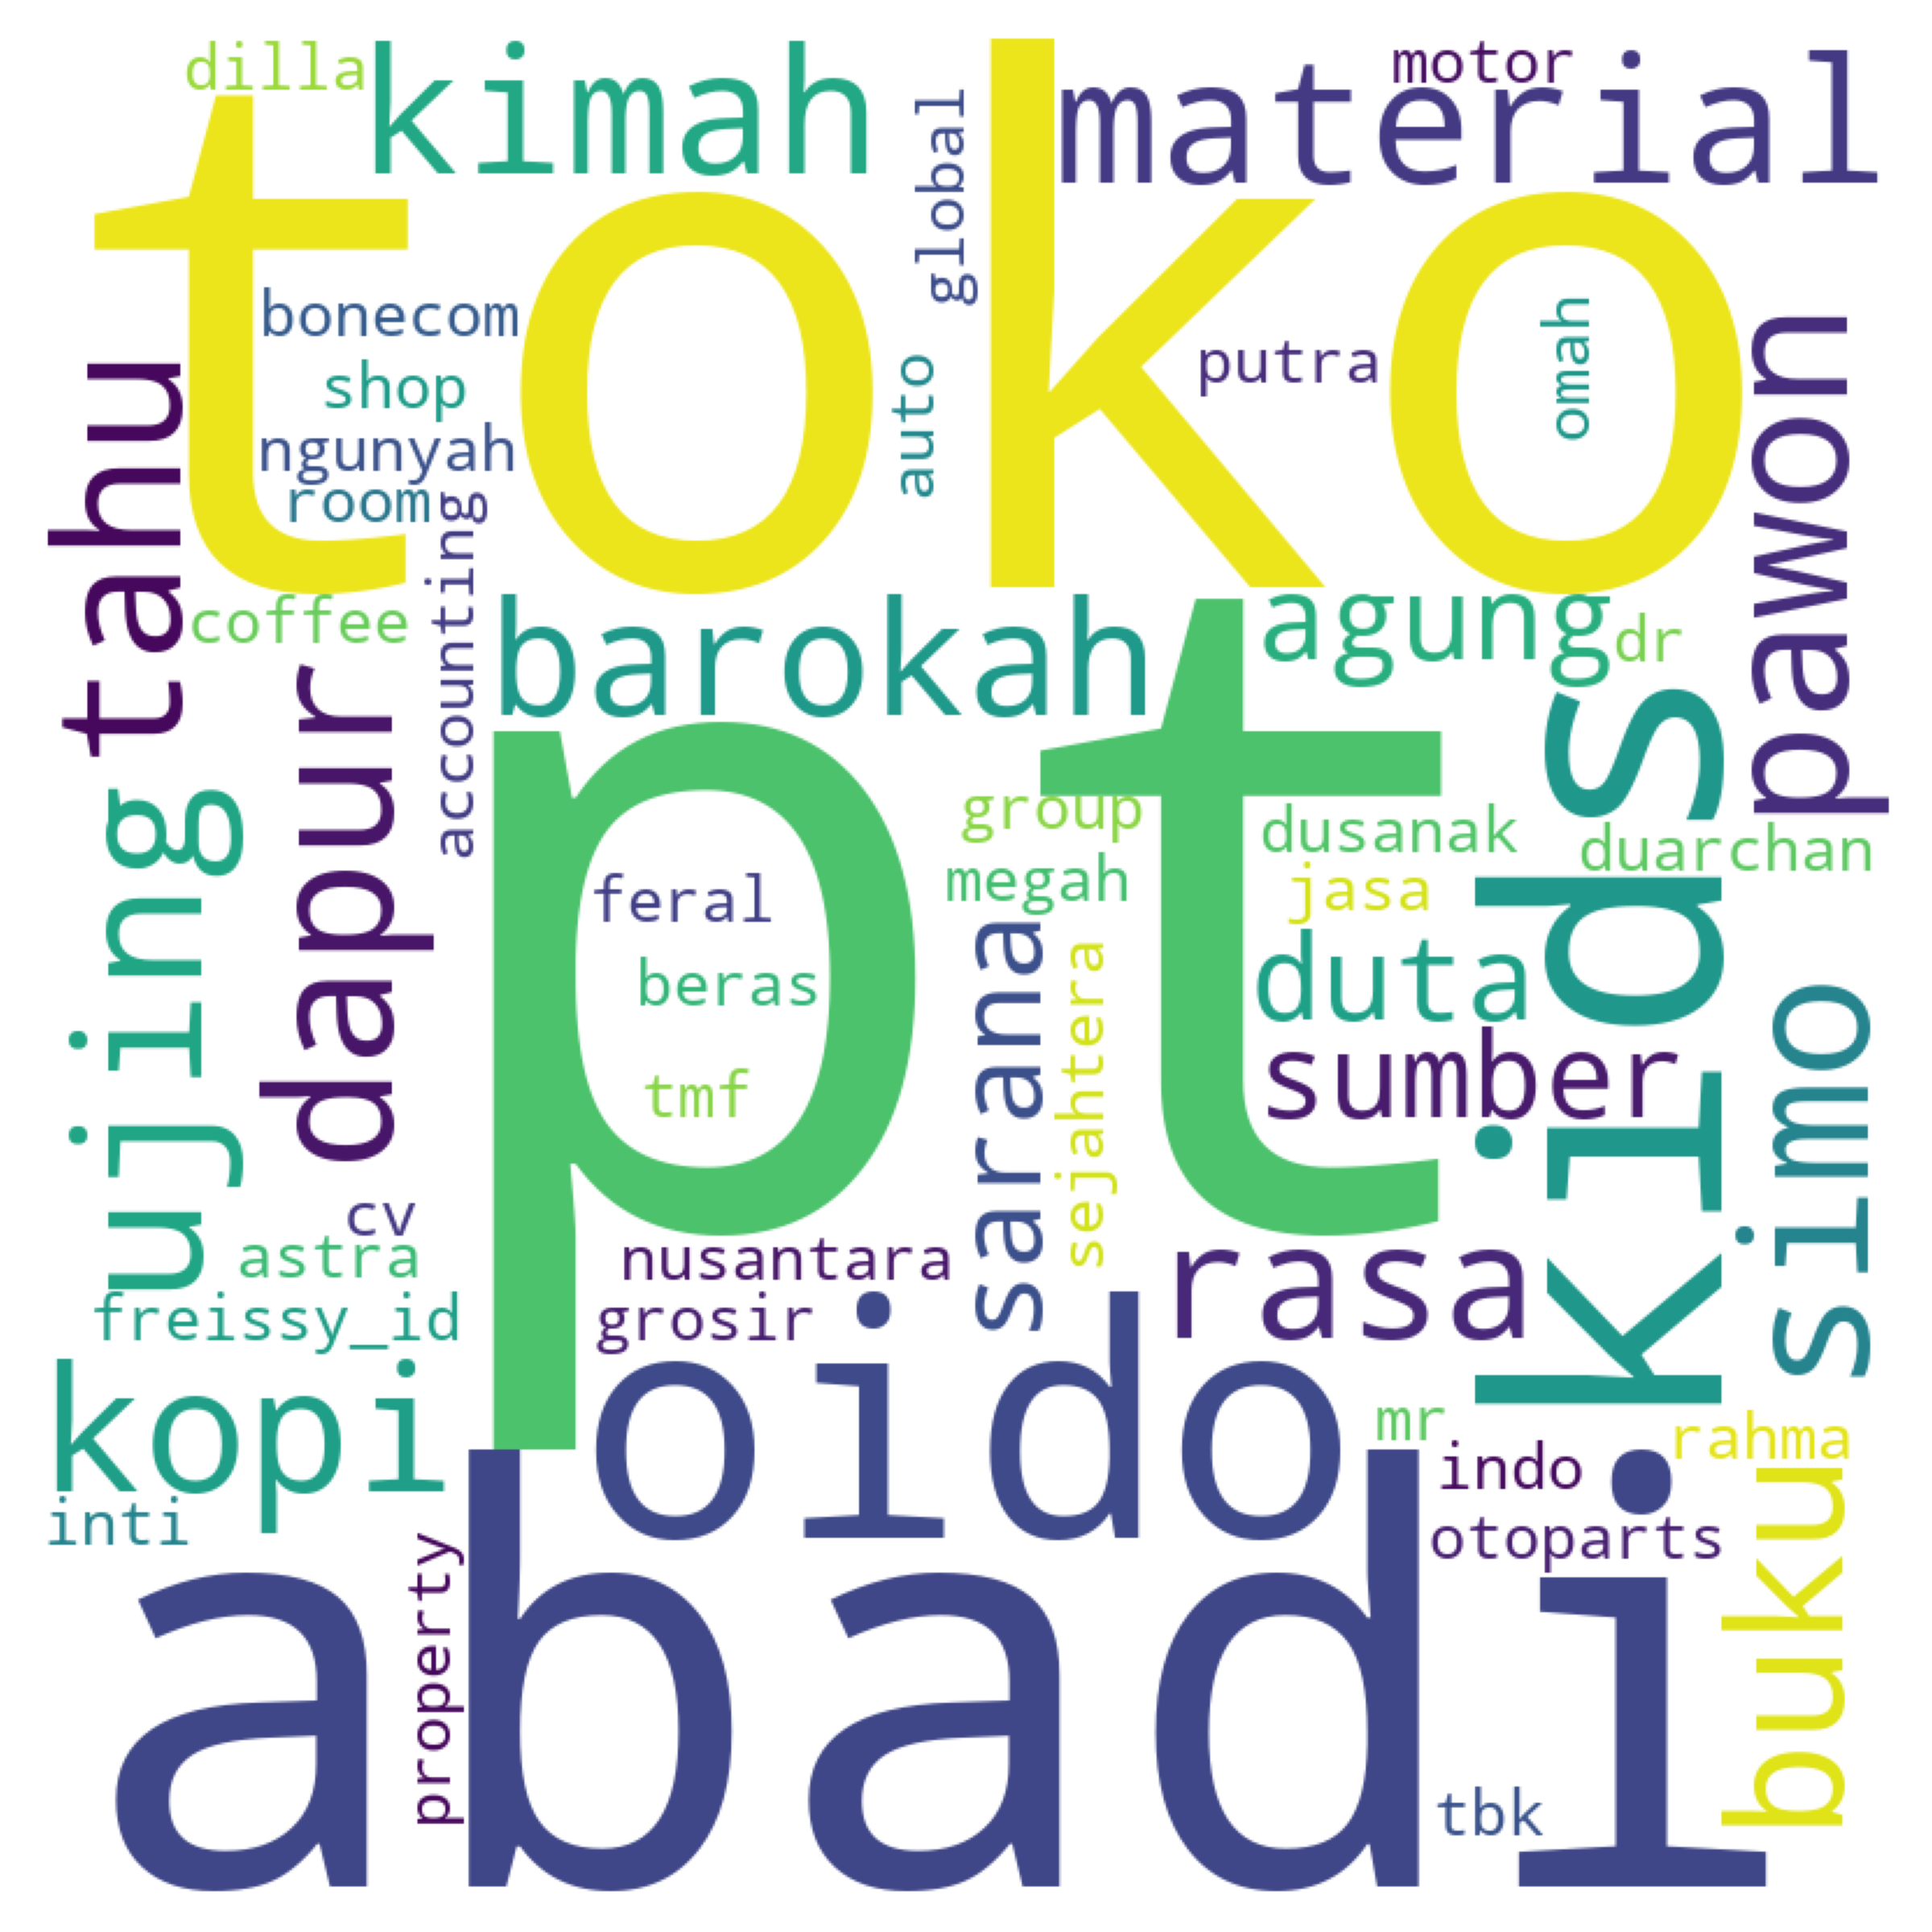 dilla
kimah
motor
material
global
toko
bonecom
shop
ngunyah
room
auto
putra
omah
pawon
tahu
accounting
coffee
barokah
agung
dr
dapur
pt
kids
ujing
group
megah
dusanak
duarchan
jasa
feral
beras
tmf
sarana
sejahtera
duta
sumber
simo
cv
astra
freissy_id
nusantara
grosir
rasa
kopi
oido
mr
rahma
indo
inti
otoparts
buku
property
abadi
tbk